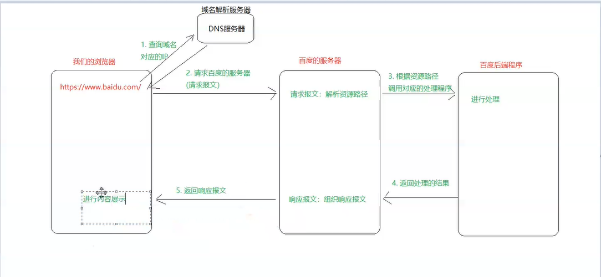 域名解析服务器
DNS服务器
我们的浏览器
1. 查询域名
对应的ip
https://www.baidu.com/
2. 请求百度的服务器
(请求报文)
百度的服务器
请求报文：解析资源路径
3. 根据资源路径
调用对应的处理程序
百度后端程序
进行处理
4. 返回处理的结果
响应报文：组织响应报文
5. 返回响应报文
进行内容展示